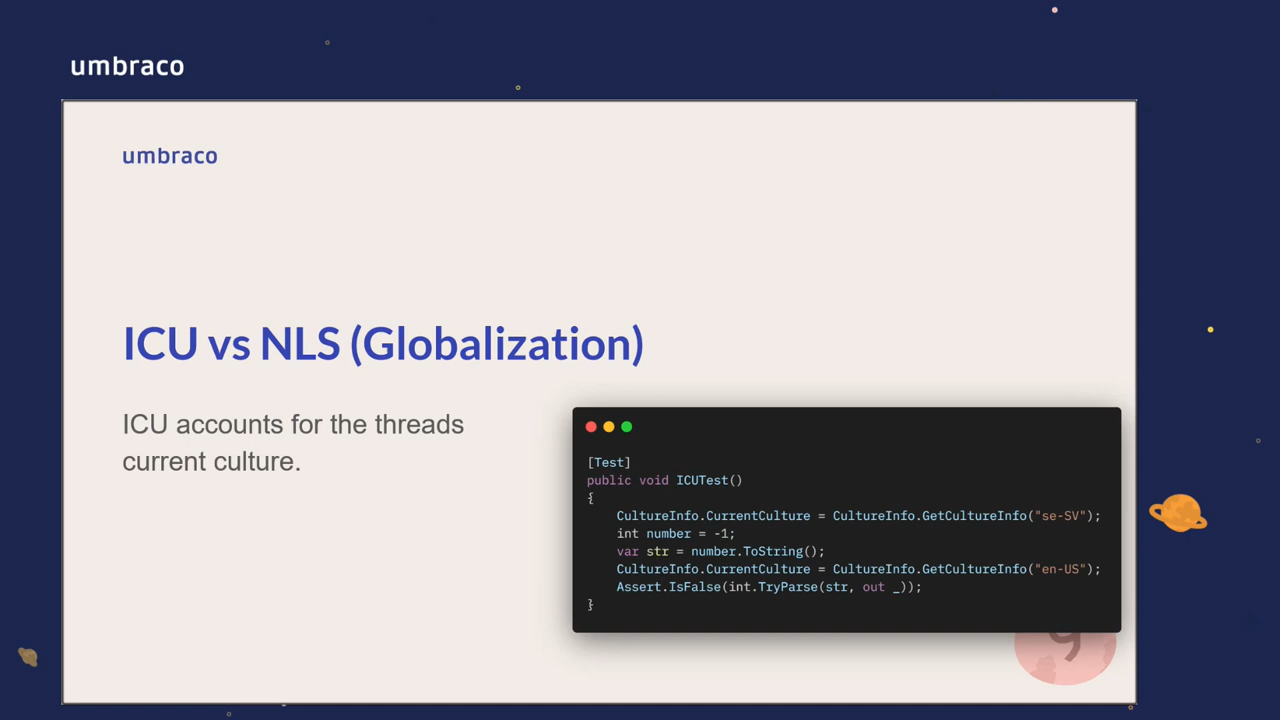 umbraco
umbraco
ICU vs NLS (Globalization)
ICU accounts for the threads
current culture.
[Test]
public void ICUTest()
{
    CultureInfo.CurrentCulture = CultureInfo.GetCultureInfo("se-SV");
    int number = -1;
    var str = number.ToString();
    CultureInfo.CurrentCulture = CultureInfo.GetCultureInfo("en-US");
    Assert.IsFalse(int.TryParse(str, out _));
}
9